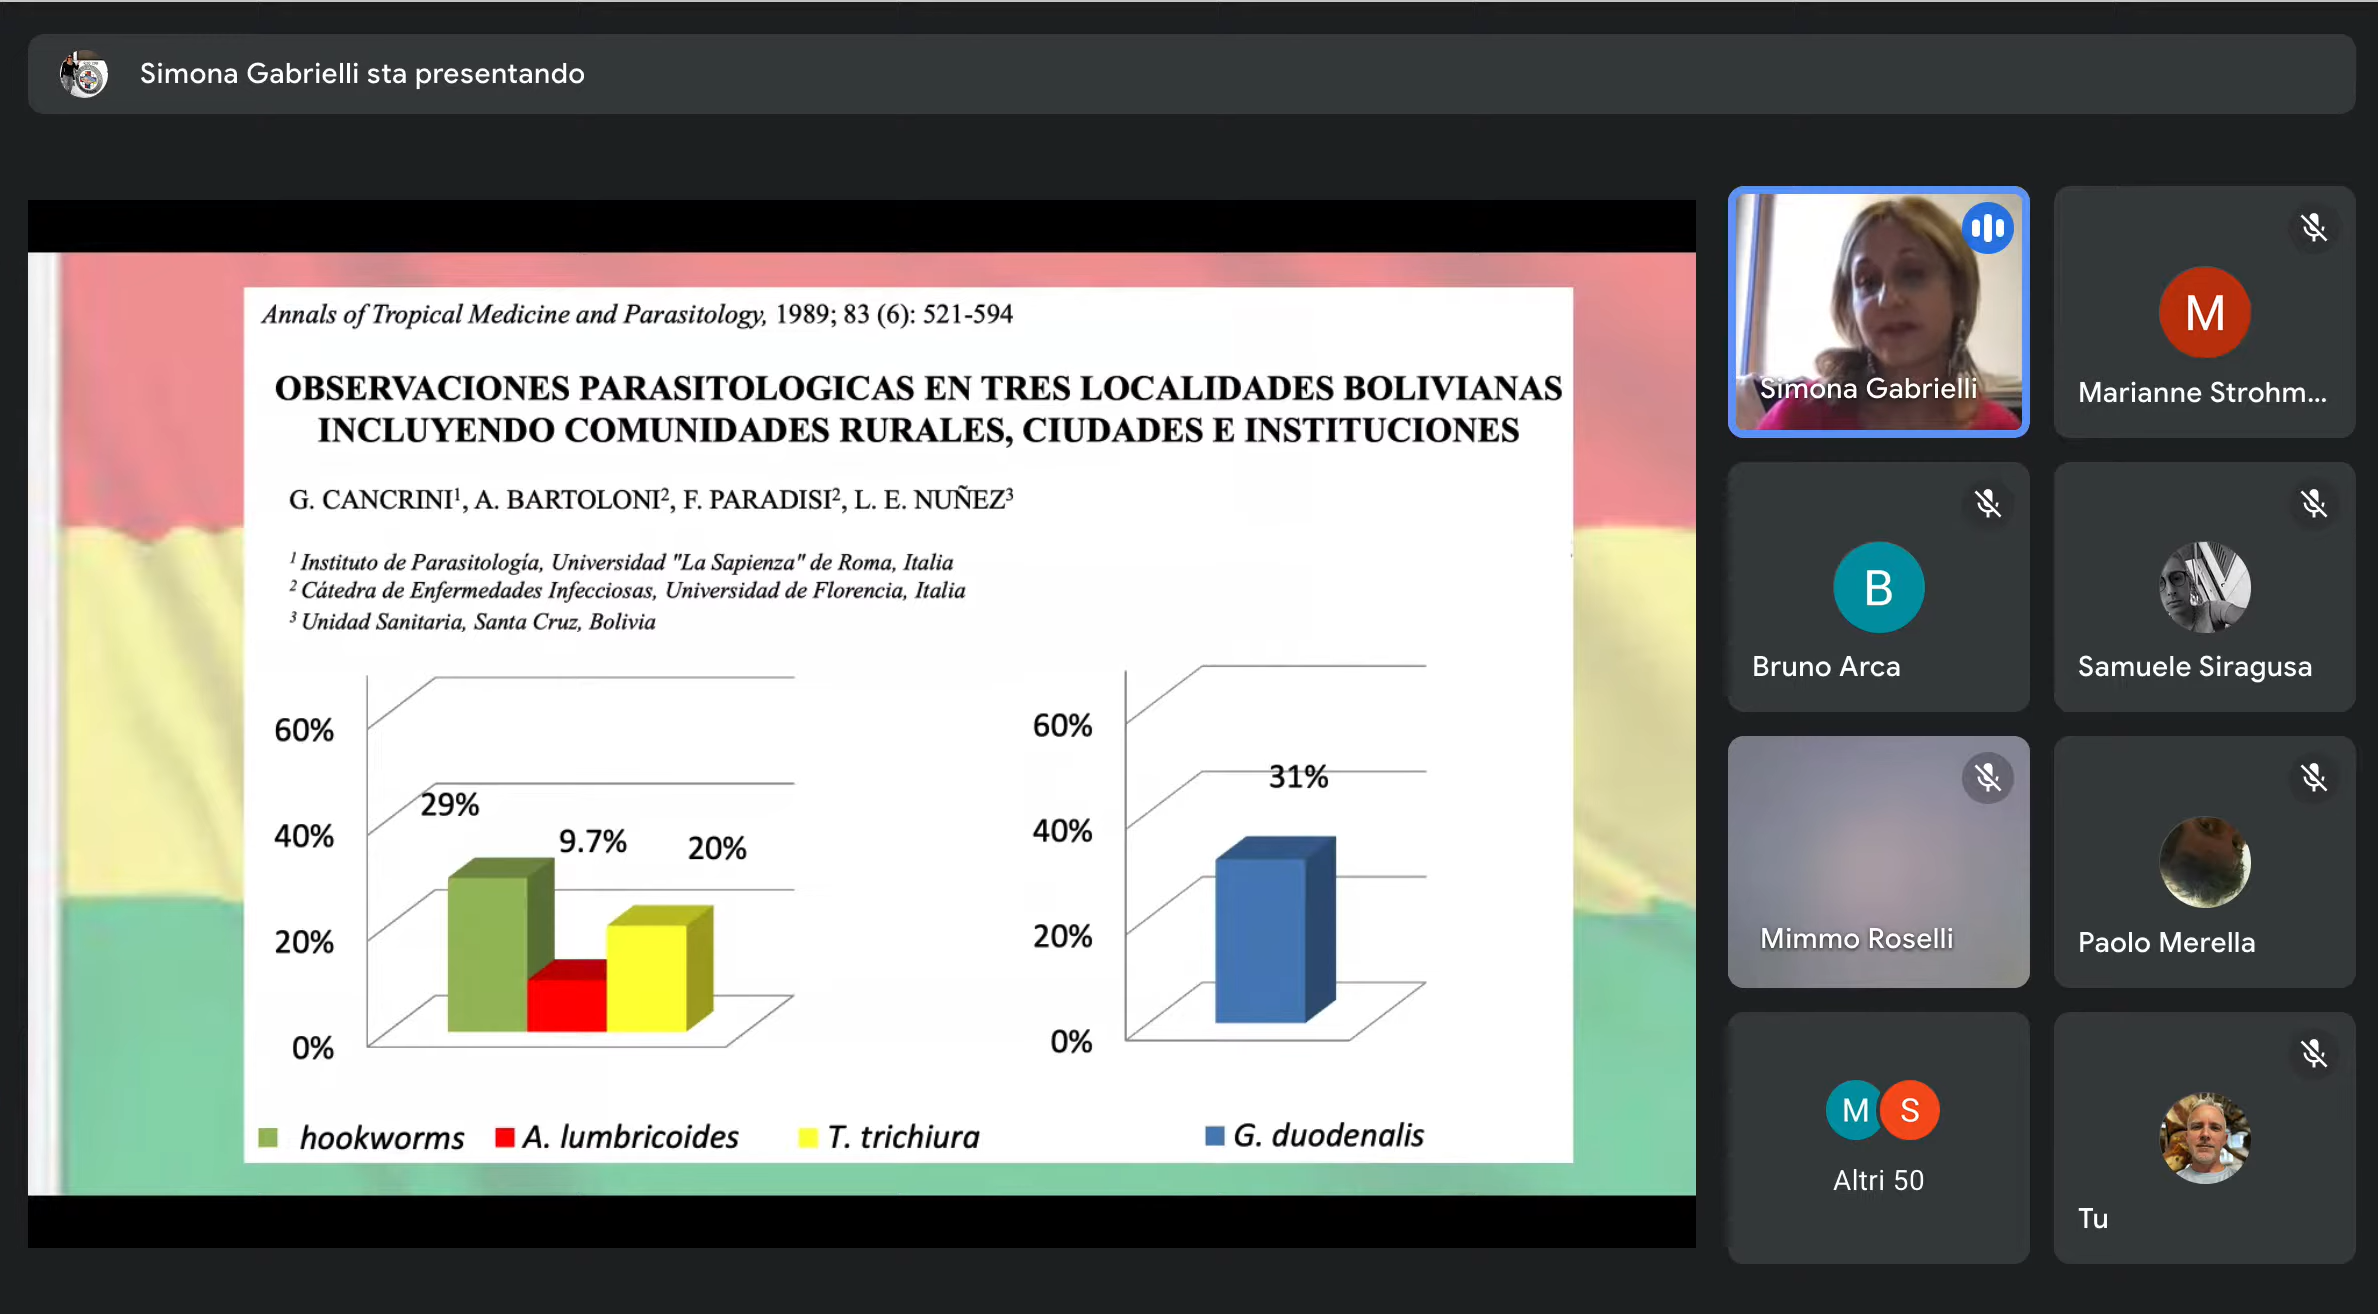 Simona Gabrielli sta presentando
Annals of Tropical Medicine and Parasitology, 1989; 83 (6): 521-594
OBSERVACIONES PARASITOLOGICAS EN TRES LOCALIDADES BOLIVIANAS
INCLUYENDO COMUNIDADES RURALES, CIUDADES E INSTITUCIONES
G. CANCRINI¹, A. BARTOLONI², F. PARADISI², L. E. NUÑEZ³
¹ Instituto de Parasitología, Universidad "La Sapienza" de Roma, Italia
² Cátedra de Enfermedades Infecciosas, Universidad de Florencia, Italia
³ Unidad Sanitaria, Santa Cruz, Bolivia
60%
40%
20%
0%
29%
9.7%
20%
hookworms
A. lumbricoides
T. trichiura
60%
40%
20%
0%
31%
G. duodenalis
Simona Gabrielli
M
Marianne Strohm...
B
Bruno Arca
Samuele Siragusa
Mimmo Roselli
Paolo Merella
M S
Altri 50
Tu